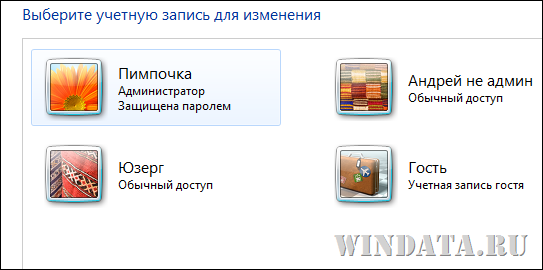 Выберите учетную запись для изменения
Пимпочка
Администратор
Защищена паролем
Андрей не админ
Обычный доступ
Юзерг
Обычный доступ
Гость
Учетная запись гостя
WINDATA.RU